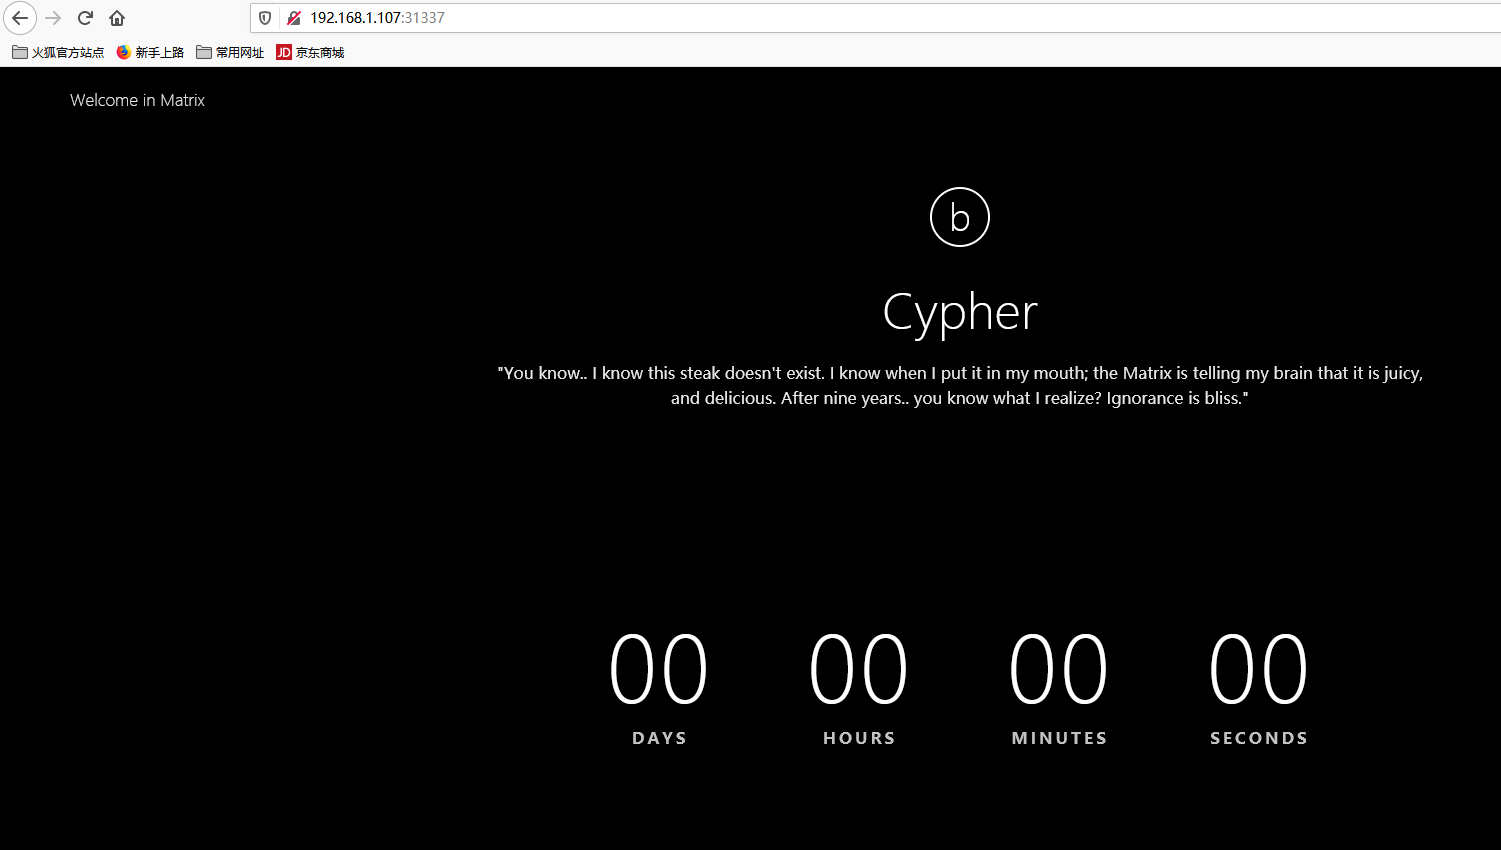 192.168.1.107:31337
火狐官方站点 新手上路 常用网址 JD 京东商城
Welcome in Matrix
b
Cypher
"You know.. I know this steak doesn't exist. I know when I put it in my mouth; the Matrix is telling my brain that it is juicy,
and delicious. After nine years.. you know what I realize? Ignorance is bliss."
00 00 00 00
DAYS HOURS MINUTES SECONDS